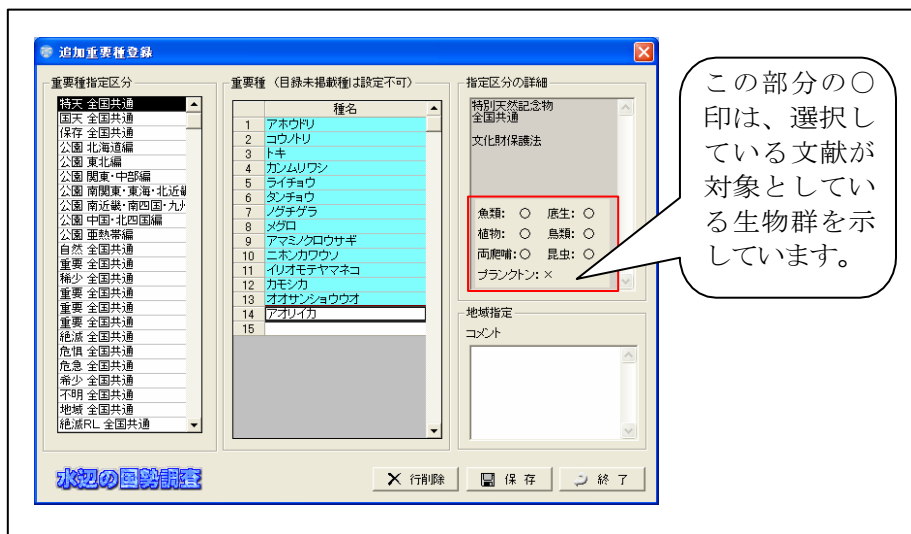 追加重要種登録
重要種指定区分
特天 全国共通
国天 全国共通
保存 全国共通
公園 北海道編
公園 東北編
公園 関東・中部編
公園 南関東・東海・北近
公園 南近畿・南四国・九
公園 中国・北四国編
公園 亜熱帯編
自然 全国共通
重要 全国共通
稀少 全国共通
重要 全国共通
重要 全国共通
重要 全国共通
絶滅 全国共通
危惧 全国共通
危急 全国共通
希少 全国共通
不明 全国共通
地域 全国共通
絶滅RL 全国共通
重要種（目録未掲載種は設定不可）
種名
1 アホウドリ
2 コウノトリ
3 トキ
4 カンムリワシ
5 ライチョウ
6 タンチョウ
7 ノグチゲラ
8 メグロ
9 アマミノクロウサギ
10 ニホンカワウソ
11 イリオモテヤマネコ
12 カモシカ
13 オオサンショウウオ
14 アオリイカ
15
指定区分の詳細
特別天然記念物
全国共通
文化財保護法
魚類：○ 底生：○
植物：○ 鳥類：○
両爬哺：○ 昆虫：○
プランクトン：×
地域指定
コメント
水辺の国勢調査
行削除
保 存
終 了
この部分の○
印は、選択し
ている文献が
対象としてい
る生物群を示
しています。